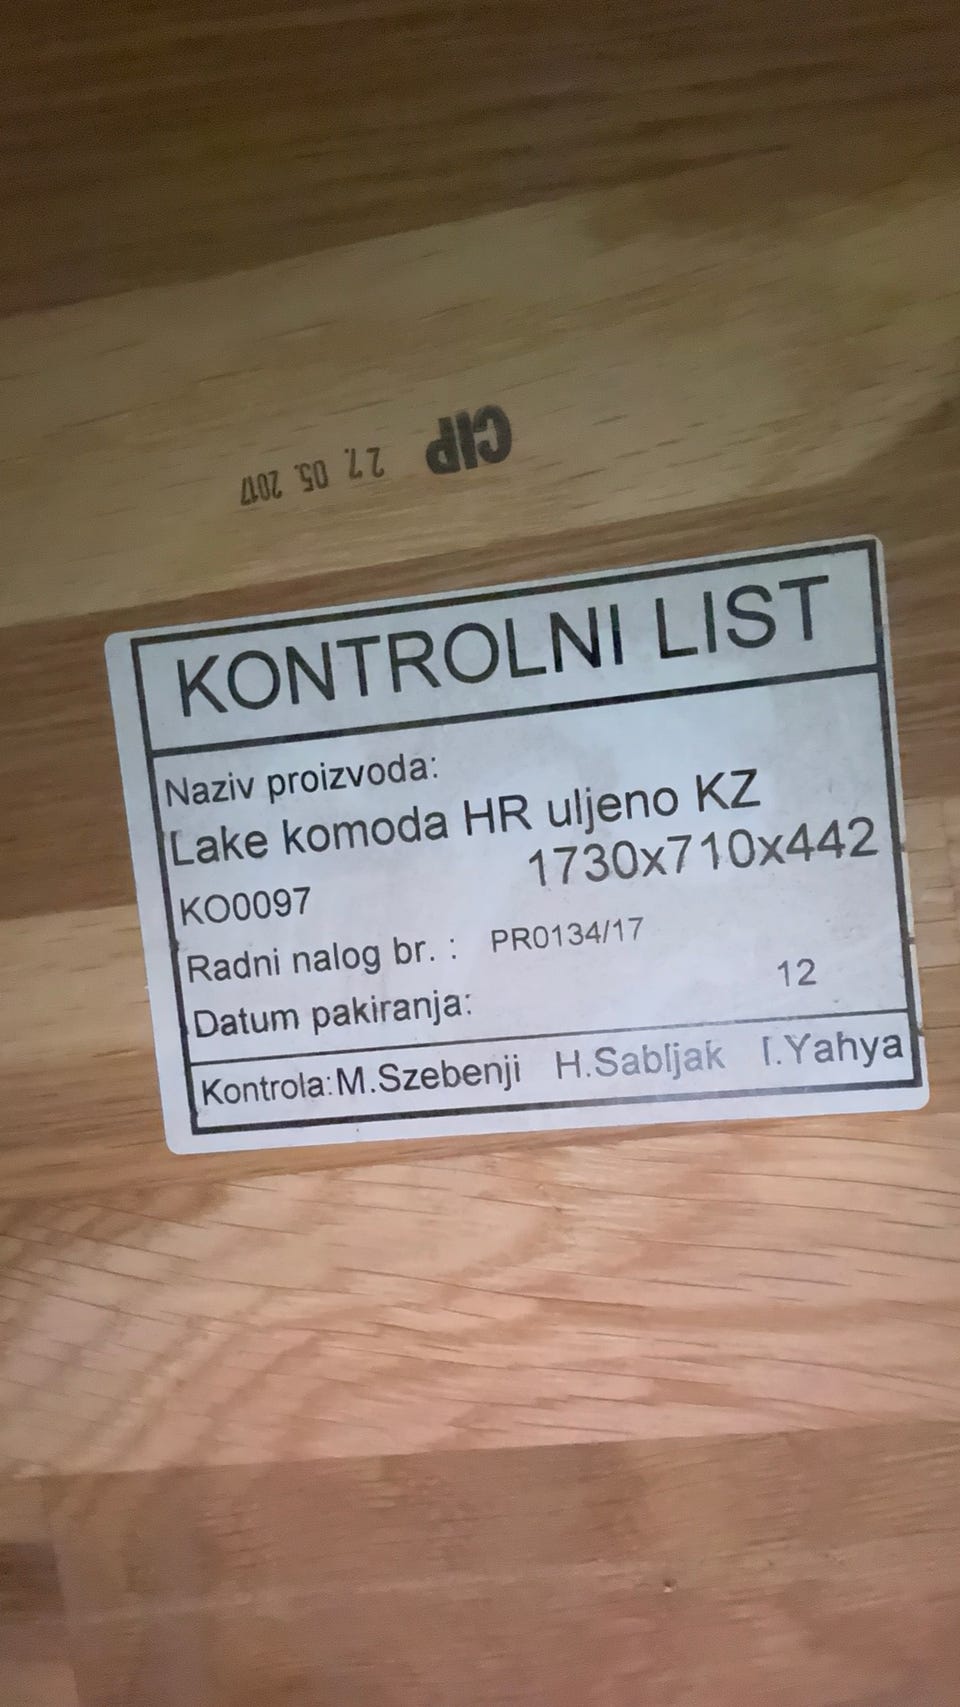 CIP 27. 05. 2017
KONTROLNI LIST
Naziv proizvoda:
Lake komoda HR uljeno KZ
1730x710x442
KO0097
Radni nalog br. : PR0134/17
Datum pakiranja: 12
Kontrola:M.Szebenji H.Sabljak I.Yahya